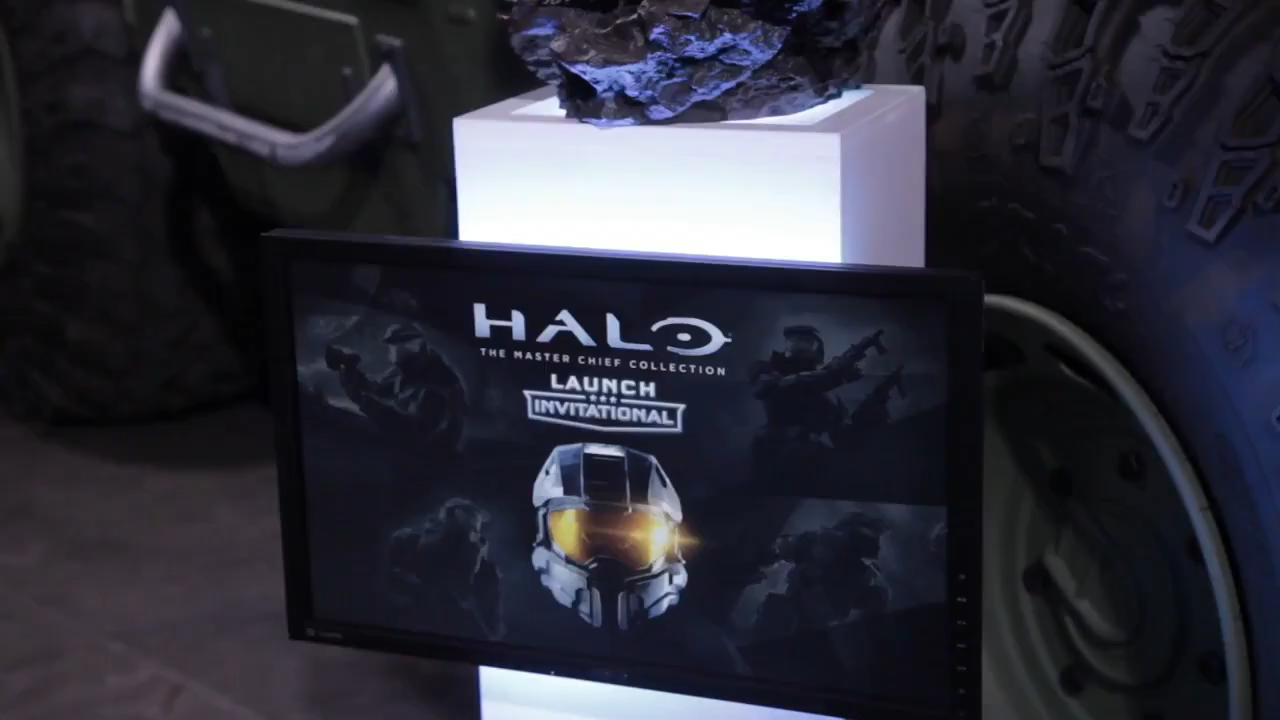 HALO
THE MASTER CHIEF COLLECTION
LAUNCH
INVITATIONAL